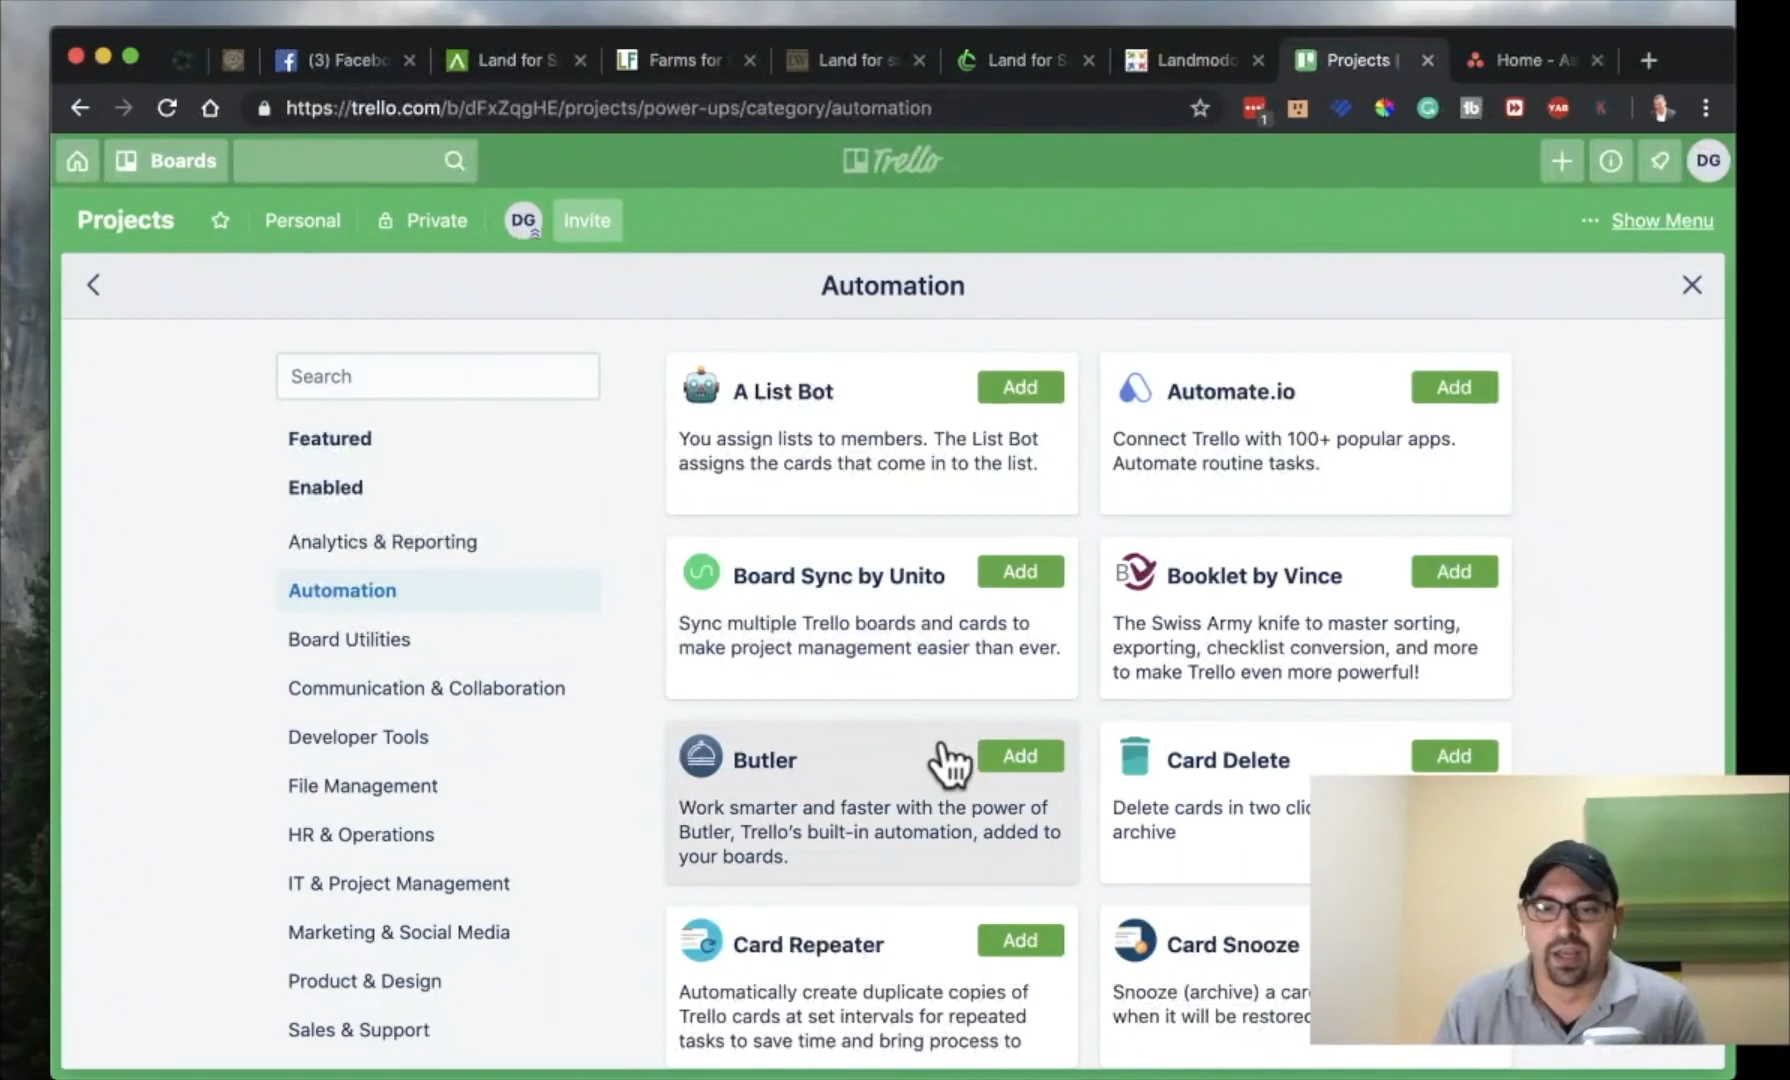 (3) Facebo
Land for S
Farms for
Land for s
Land for S
Landmodo
Projects |
Home - As
https://trello.com/b/dFxZqgHE/projects/power-ups/category/automation
1
tb
YAB
K
Boards
Trello
DG
Projects
Personal
Private
DG
Invite
... Show Menu
Automation
Search
Featured
Enabled
Analytics & Reporting
Automation
Board Utilities
Communication & Collaboration
Developer Tools
File Management
HR & Operations
IT & Project Management
Marketing & Social Media
Product & Design
Sales & Support
A List Bot
Add
You assign lists to members. The List Bot
assigns the cards that come in to the list.
Automate.io
Add
Connect Trello with 100+ popular apps.
Automate routine tasks.
Board Sync by Unito
Add
Sync multiple Trello boards and cards to
make project management easier than ever.
Booklet by Vince
Add
The Swiss Army knife to master sorting,
exporting, checklist conversion, and more
to make Trello even more powerful!
Butler
Add
Work smarter and faster with the power of
Butler, Trello's built-in automation, added to
your boards.
Card Delete
Add
Delete cards in two clic
archive
Card Repeater
Add
Automatically create duplicate copies of
Trello cards at set intervals for repeated
tasks to save time and bring process to
Card Snooze
Snooze (archive) a car
when it will be restored